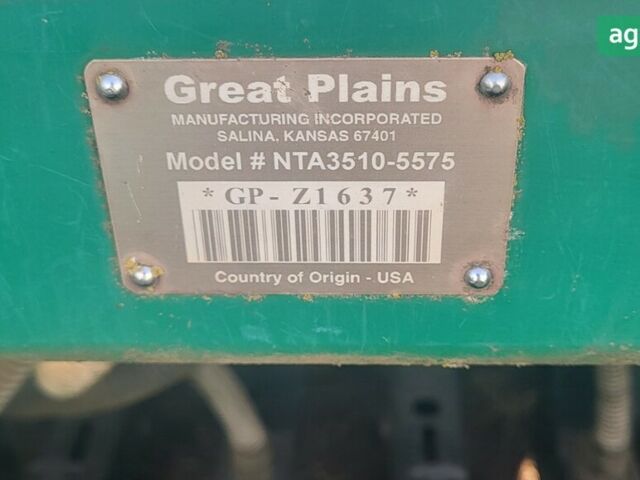 ag
Great Plains
MANUFACTURING INCORPORATED
SALINA, KANSAS 67401
Model # NTA3510-5575
*GP-Z1637*
Country of Origin - USA